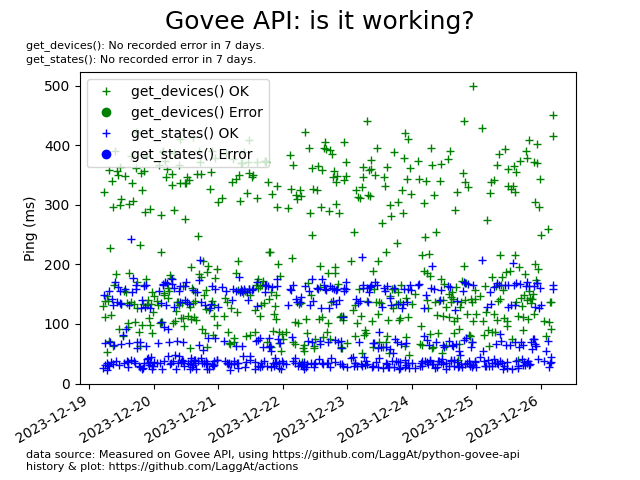 Govee API: is it working?
get_devices(): No recorded error in 7 days.
get_states(): No recorded error in 7 days.
get_devices() OK
get_devices() Error
get_states() OK
get_states() Error
Ping (ms)
500
400
300
200
100
0
2023-12-19
2023-12-20
2023-12-21
2023-12-22
2023-12-23
2023-12-24
2023-12-25
2023-12-26
data source: Measured on Govee API, using https://github.com/LaggAt/python-govee-api
history & plot: https://github.com/LaggAt/actions